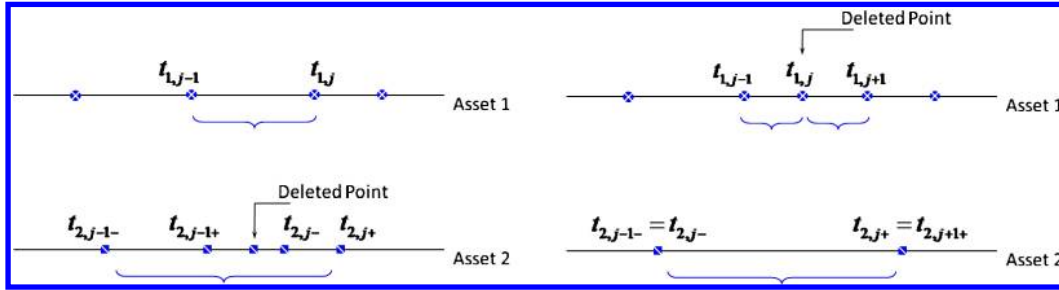 Deleted Point
t1,j−1 t1,j
Asset 1
Deleted Point
t2,j−1− t2,j−1+ t2,j− t2,j+
Asset 2
t1,j−1 t1,j t1,j+1
Asset 1
t2,j−1− = t2,j− t2,j+ = t2,j+1+
Asset 2